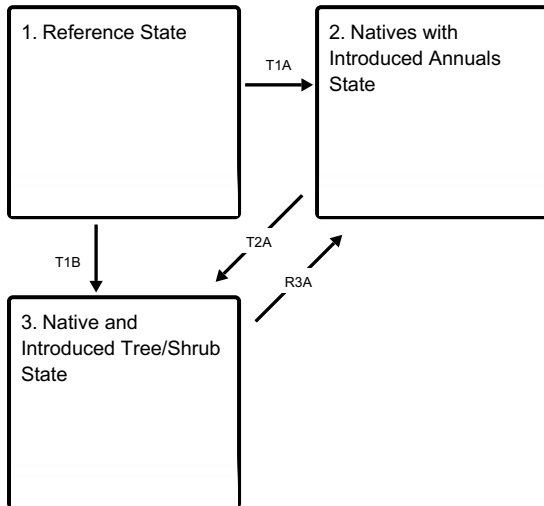 1. Reference State
2. Natives with
Introduced Annuals
State
T1A
T1B
T2A
R3A
3. Native and
Introduced Tree/Shrub
State